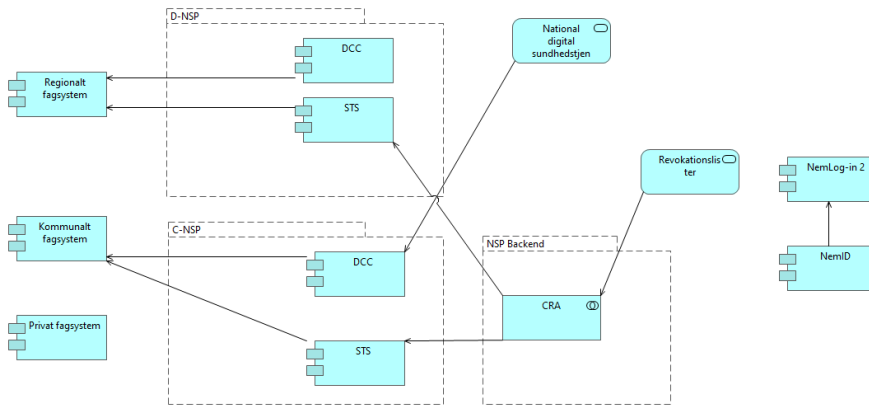 D-NSP
DCC
STS
Regionalt
fagsystem
National
digital
sundhedstjen
Revokationslis
ter
NemLog-in 2
NemID
Kommunalt
fagsystem
C-NSP
DCC
STS
NSP Backend
CRA
Privat fagsystem